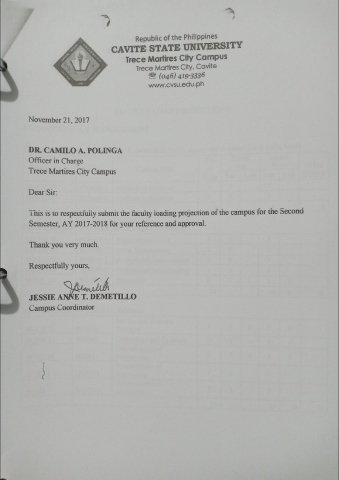 Republic of the Philippines
CAVITE STATE UNIVERSITY
Trece Martires City Campus
Trece Martires City, Cavite
☎ (046) 419-3336
www.cvsu.edu.ph
November 21, 2017
DR. CAMILO A. POLINGA
Officer in Charge
Trece Martires City Campus
Dear Sir:
This is to respectfully submit the faculty loading projection of the campus for the Second
Semester, AY 2017-2018 for your reference and approval.
Thank you very much.
Respectfully yours,
JESSIE ANNE T. DEMETILLO
Campus Coordinator